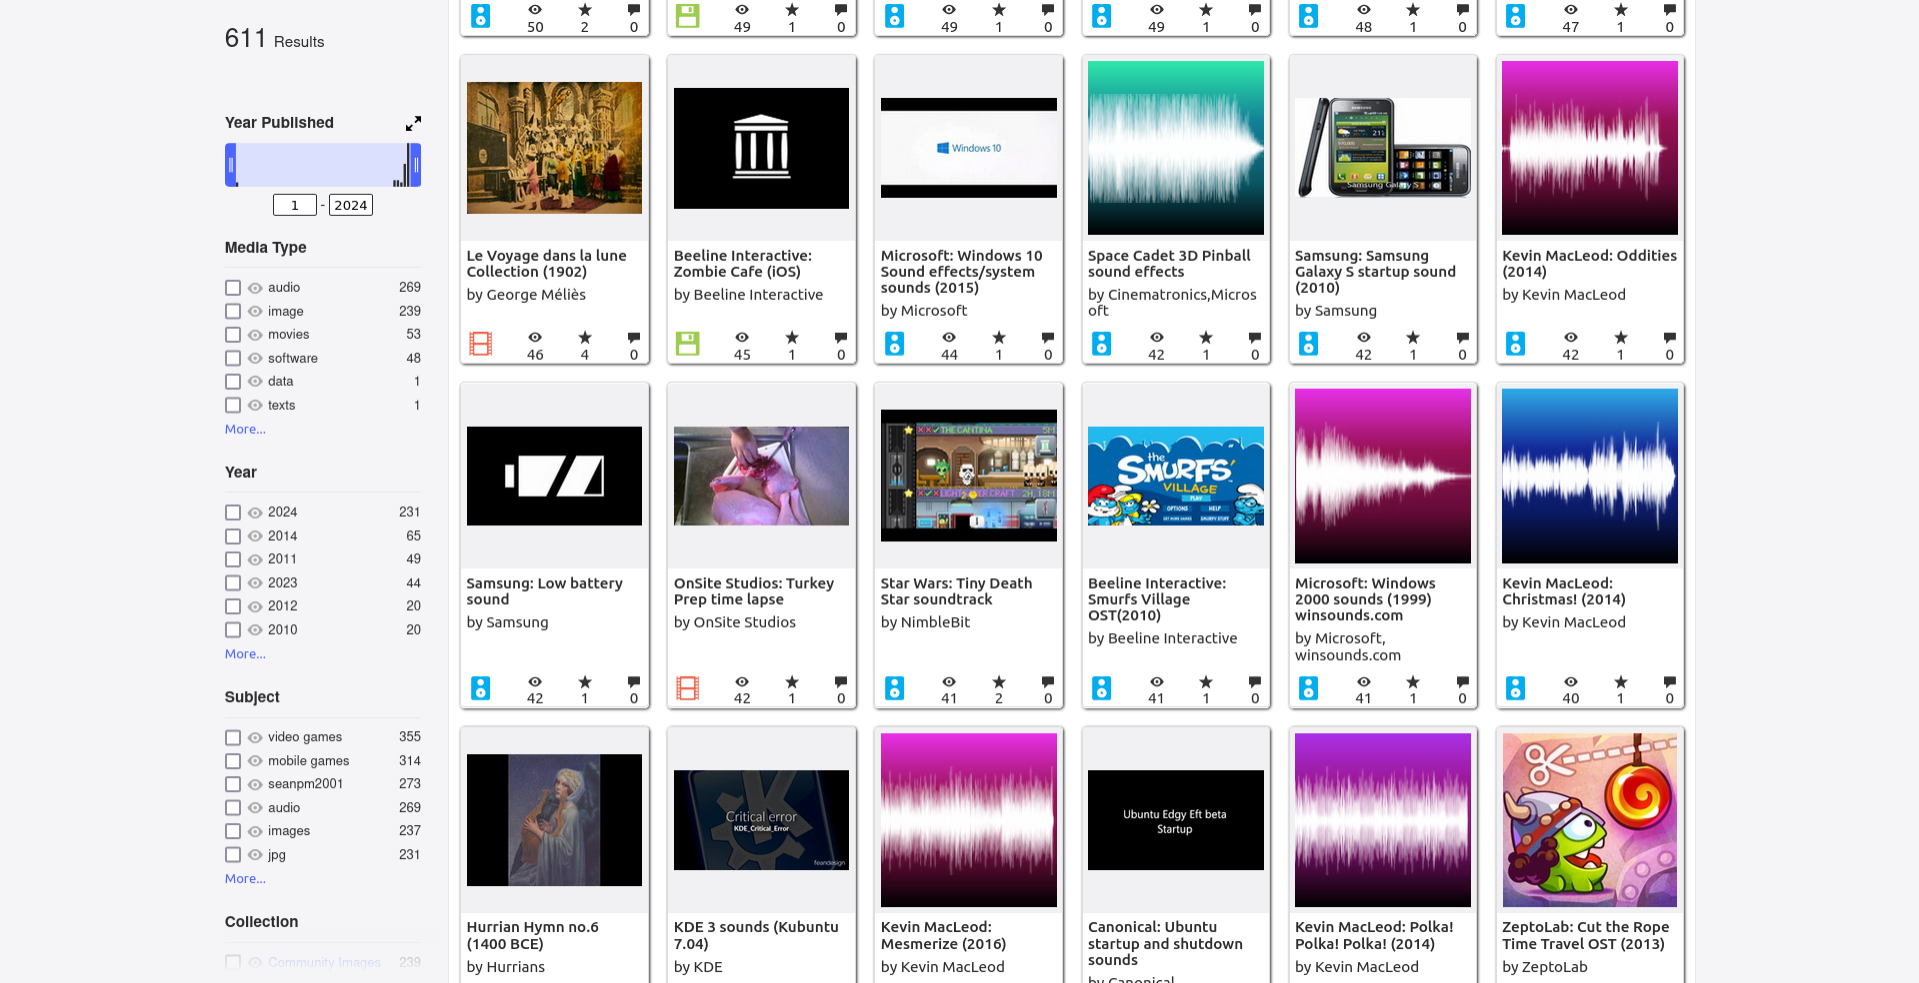 611 Results
Year Published
1 - 2024
Media Type
audio 269
image 239
movies 53
software 48
data 1
texts 1
More...
Year
2024 231
2014 65
2011 49
2023 44
2012 20
2010 20
More...
Subject
video games 355
mobile games 314
seanpm2001 273
audio 269
images 237
jpg 231
More...
Collection
Community Images 239
50 2 0
49 1 0
49 1 0
49 1 0
48 1 0
47 1 0
Le Voyage dans la lune
Collection (1902)
by George Méliès
46 4 0
Beeline Interactive:
Zombie Cafe (iOS)
by Beeline Interactive
45 1 0
Windows 10
Microsoft: Windows 10
Sound effects/system
sounds (2015)
by Microsoft
44 1 0
Space Cadet 3D Pinball
sound effects
by Cinematronics,Micros
oft
42 1 0
Samsung Galaxy S
Samsung: Samsung
Galaxy S startup sound
(2010)
by Samsung
42 1 0
Kevin MacLeod: Oddities
(2014)
by Kevin MacLeod
42 1 0
Samsung: Low battery
sound
by Samsung
42 1 0
OnSite Studios: Turkey
Prep time lapse
by OnSite Studios
42 1 0
THE CANTINA 5M
2H, 18M
Star Wars: Tiny Death
Star soundtrack
by NimbleBit
41 2 0
the
SMURFS'
VILLAGE
PLAY
OPTIONS HELP
GET MORE GAMES SMURFY STUFF
Beeline Interactive:
Smurfs Village
OST(2010)
by Beeline Interactive
41 1 0
Microsoft: Windows
2000 sounds (1999)
winsounds.com
by Microsoft,
winsounds.com
41 1 0
Kevin MacLeod:
Christmas! (2014)
by Kevin MacLeod
40 1 0
Hurrian Hymn no.6
(1400 BCE)
by Hurrians
Critical error
KDE_Critical_Error
feandesign
KDE 3 sounds (Kubuntu
7.04)
by KDE
Kevin MacLeod:
Mesmerize (2016)
by Kevin MacLeod
Ubuntu Edgy Eft beta
Startup
Canonical: Ubuntu
startup and shutdown
sounds
by Canonical
Kevin MacLeod: Polka!
Polka! Polka! (2014)
by Kevin MacLeod
ZeptoLab: Cut the Rope
Time Travel OST (2013)
by ZeptoLab